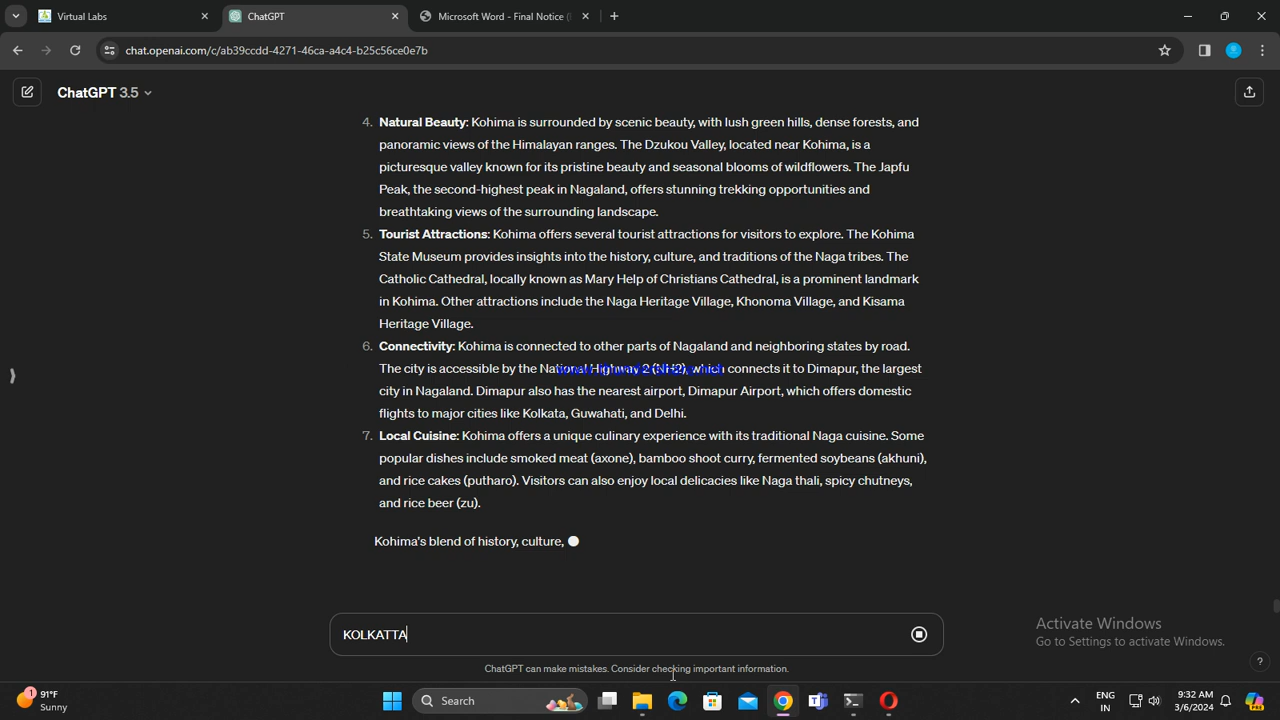 Virtual Labs
ChatGPT
Microsoft Word - Final Notice (
chat.openai.com/c/ab39ccdd-4271-46ca-a4c4-b25c56ce0e7b
ChatGPT 3.5
4. Natural Beauty: Kohima is surrounded by scenic beauty, with lush green hills, dense forests, and
panoramic views of the Himalayan ranges. The Dzukou Valley, located near Kohima, is a
picturesque valley known for its pristine beauty and seasonal blooms of wildflowers. The Japfu
Peak, the second-highest peak in Nagaland, offers stunning trekking opportunities and
breathtaking views of the surrounding landscape.
5. Tourist Attractions: Kohima offers several tourist attractions for visitors to explore. The Kohima
State Museum provides insights into the history, culture, and traditions of the Naga tribes. The
Catholic Cathedral, locally known as Mary Help of Christians Cathedral, is a prominent landmark
in Kohima. Other attractions include the Naga Heritage Village, Khonoma Village, and Kisama
Heritage Village.
6. Connectivity: Kohima is connected to other parts of Nagaland and neighboring states by road.
The city is accessible by the National Highway 2 (NH2), which connects it to Dimapur, the largest
city in Nagaland. Dimapur also has the nearest airport, Dimapur Airport, which offers domestic
flights to major cities like Kolkata, Guwahati, and Delhi.
7. Local Cuisine: Kohima offers a unique culinary experience with its traditional Naga cuisine. Some
popular dishes include smoked meat (axone), bamboo shoot curry, fermented soybeans (akhuni),
and rice cakes (putharo). Visitors can also enjoy local delicacies like Naga thali, spicy chutneys,
and rice beer (zu).
Kohima's blend of history, culture,
KOLKATTA
Activate Windows
Go to Settings to activate Windows.
ChatGPT can make mistakes. Consider checking important information.
?
1
91°F
Sunny
Search
ENG
IN
9:32 AM
3/6/2024